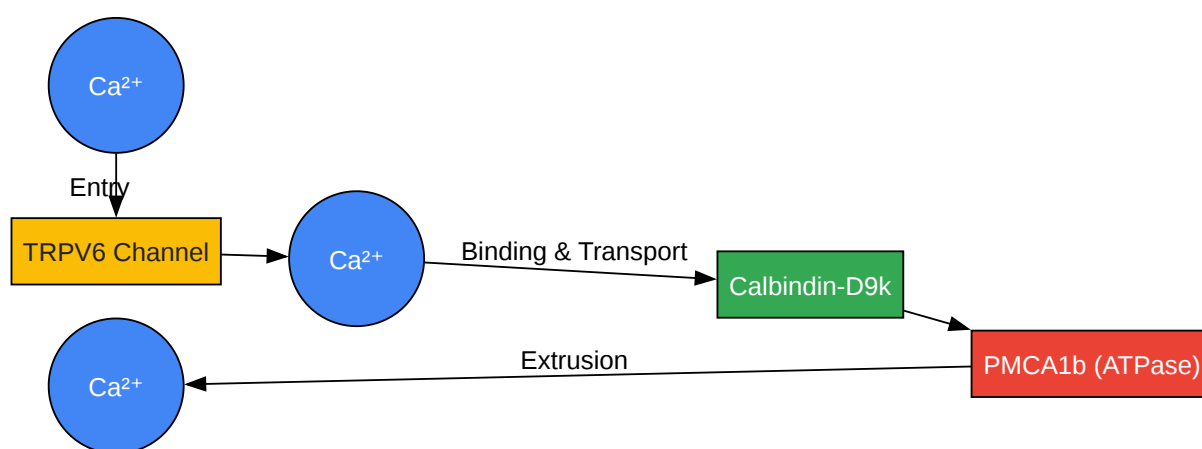 Ca²⁺
Entry
TRPV6 Channel
Ca²⁺
Binding & Transport
Calbindin-D9k
PMCA1b (ATPase)
Extrusion
Ca²⁺